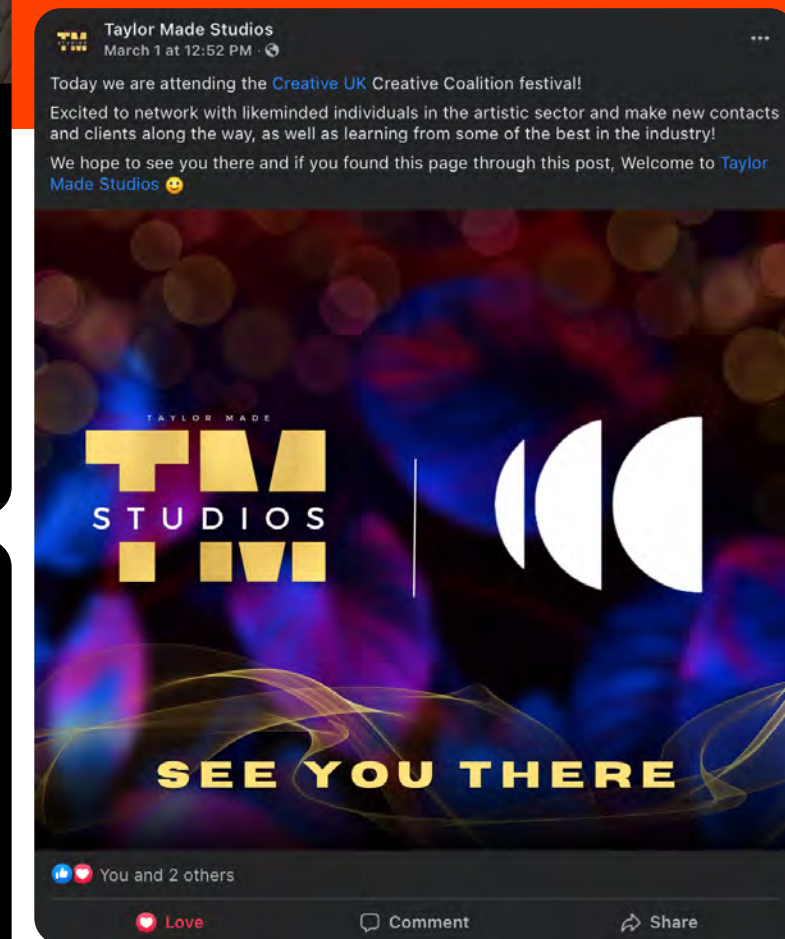 Taylor Made Studios
March 1 at 12:52 PM ·
Today we are attending the Creative UK Creative Coalition festival!
Excited to network with likeminded individuals in the artistic sector and make new contacts
and clients along the way, as well as learning from some of the best in the industry!
We hope to see you there and if you found this page through this post, Welcome to Taylor
Made Studios 🙂
TAYLOR MADE
TM
STUDIOS
TM
SEE YOU THERE
You and 2 others
Love
Comment
Share